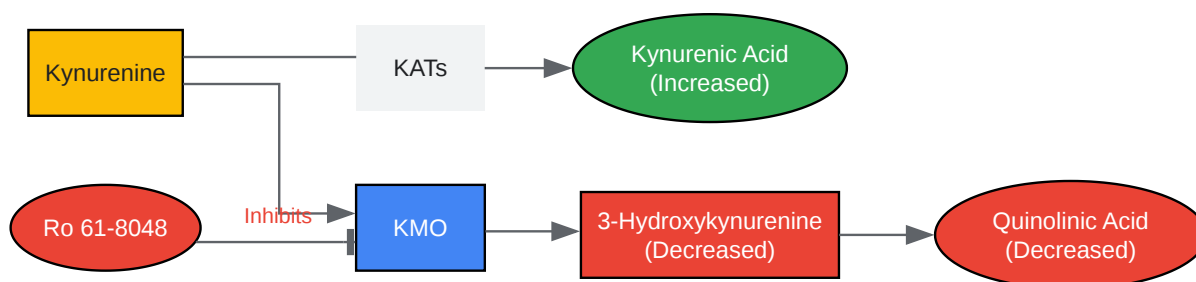 Kynurenine
KATs
Kynurenic Acid
(Increased)
Ro 61-8048
Inhibits
KMO
3-Hydroxykynurenine
(Decreased)
Quinolinic Acid
(Decreased)